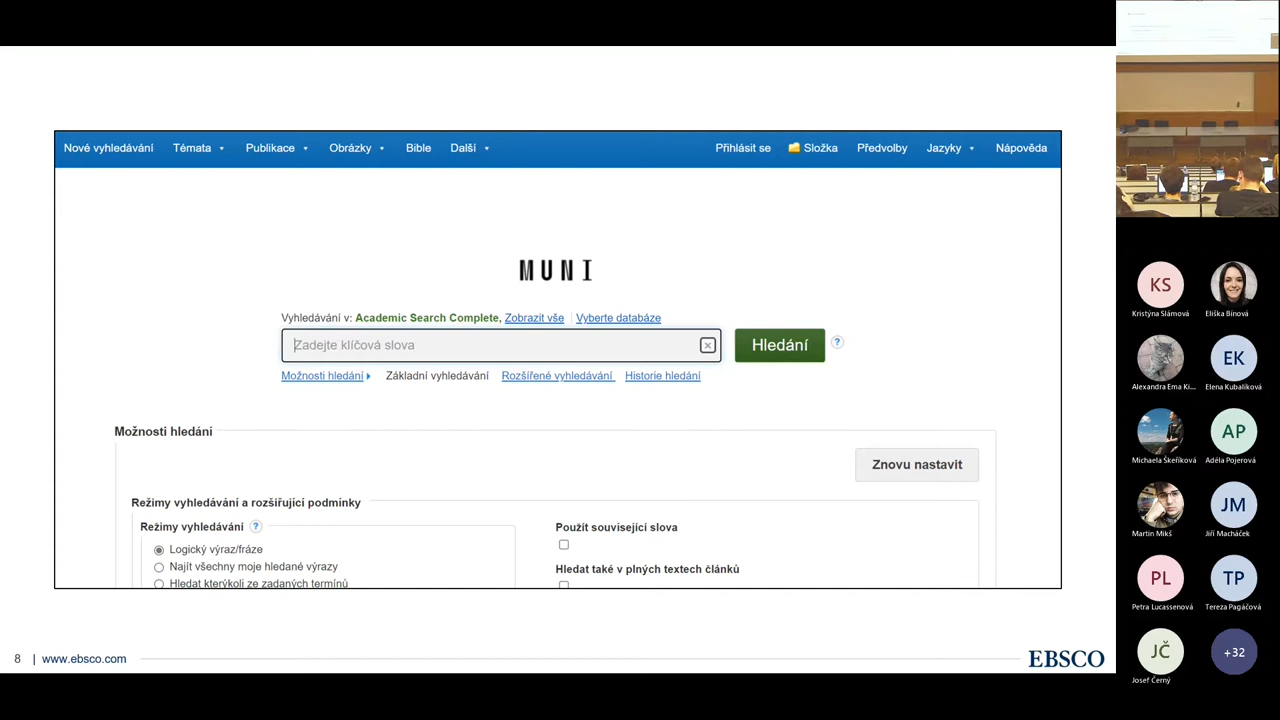 Nové vyhledávání Témata Publikace Obrázky Bible Další Přihlásit se Složka Předvolby Jazyky Nápověda
MUNI
Vyhledávání v: Academic Search Complete, Zobrazit vše Vyberte databáze
Zadejte klíčová slova
Hledání
?
Možnosti hledání Základní vyhledávání Rozšířené vyhledávání Historie hledání
Možnosti hledání
Znovu nastavit
Režimy vyhledávání a rozšiřující podmínky
Režimy vyhledávání ?
Logický výraz/fráze
Najít všechny moje hledané výrazy
Hledat kterýkoli ze zadaných termínů
Použít související slova
Hledat také v plných textech článků
8 | www.ebsco.com
EBSCO
KS
Kristýna Slámová
Eliška Bínová
Alexandra Ema Ki...
EK
Elena Kubalíková
Michaela Škeříková
AP
Adéla Pojerová
Martin Mikš
JM
Jiří Macháček
PL
Petra Lucassenová
TP
Tereza Pagáčová
JČ
Josef Černý
+32